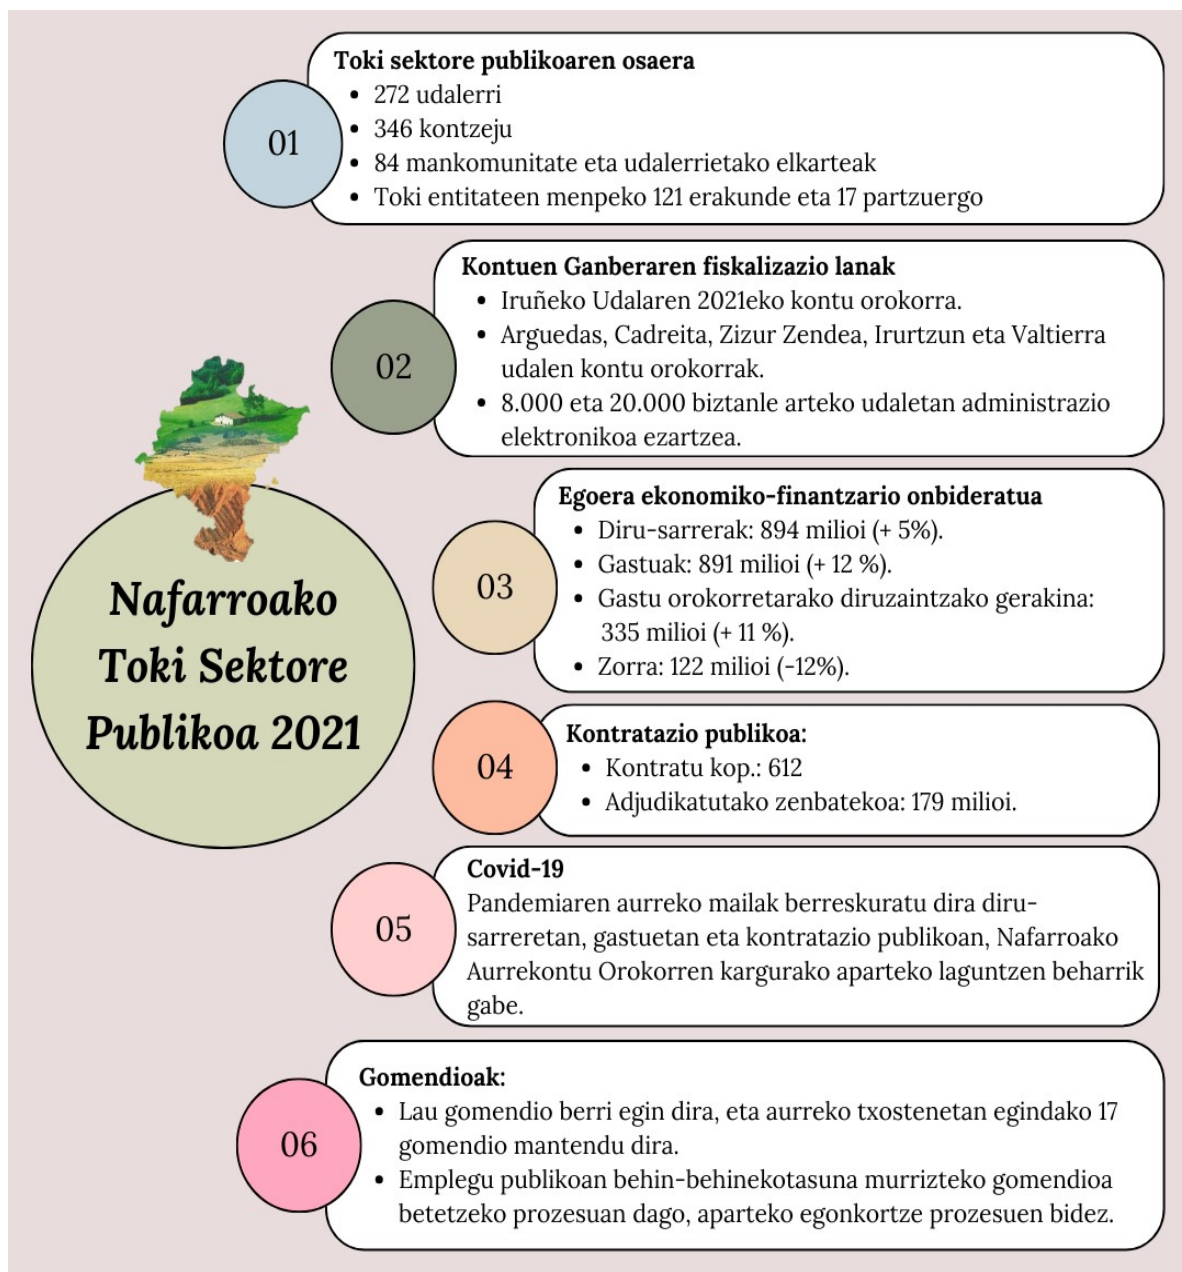 Toki sektore publikoaren osaera
01
• 272 udalerri
• 346 kontzeju
• 84 mankomunitate eta udalerrietako elkarteak
• Toki entitateen menpeko 121 erakunde eta 17 partzuergo
Kontuen Ganberaren fiskalizazio lanak
02
• Iruñeko Udalaren 2021eko kontu orokorra.
• Arguedas, Cadreita, Zizur Zendea, Irurtzun eta Valtierra
udalen kontu orokorrak.
• 8.000 eta 20.000 biztanle arteko udaletan administrazio
elektronikoa ezartzea.
Egoera ekonomiko-finantzario onbideratua
03
• Diru-sarrerak: 894 milioi (+ 5%).
• Gastuak: 891 milioi (+ 12 %).
• Gastu orokorretarako diruzaintzako gerakina:
335 milioi (+ 11 %).
• Zorra: 122 milioi (-12%).
Nafarroako
Toki Sektore
Publikoa 2021
04
Kontratazio publikoa:
• Kontratu kop.: 612
• Adjudikatutako zenbatekoa: 179 milioi.
05
Covid-19
Pandemiaren aurreko mailak berreskuratu dira diru-
sarreretan, gastuetan eta kontratazio publikoan, Nafarroako
Aurrekontu Orokorren kargurako aparteko laguntzen beharrik
gabe.
06
Gomendioak:
• Lau gomendio berri egin dira, eta aurreko txostenetan egindako 17
gomendio mantendu dira.
• Emplegu publikoan behin-behinekotasuna murrizteko gomendioa
betetzeko prozesuan dago, aparteko egonkortze prozesuen bidez.